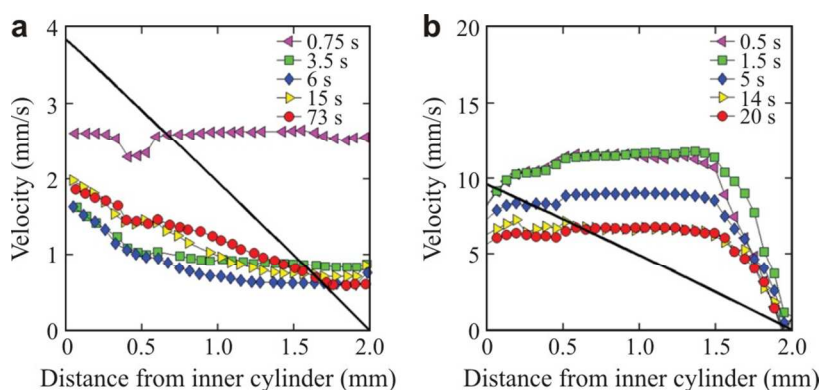 a
4
3
2
1
0
Velocity (mm/s)
0.75 s
3.5 s
6 s
15 s
73 s
0 0.5 1.0 1.5 2.0
Distance from inner cylinder (mm)
b
20
15
10
5
0
Velocity (mm/s)
0.5 s
1.5 s
5 s
14 s
20 s
0 0.5 1.0 1.5 2.0
Distance from inner cylinder (mm)